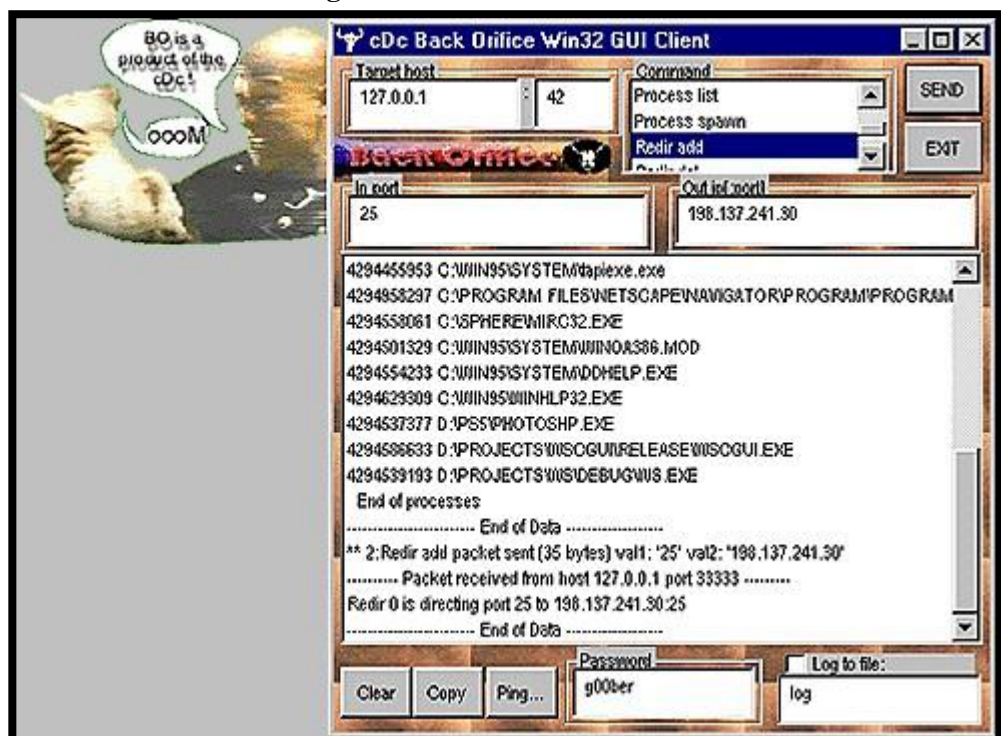 BO is a
product of the
cDc!
oooM
cDc Back Orifice Win32 GUI Client
Target host
127.0.0.1 : 42
Command
Process list
Process spawn
Redir add
SEND
EXIT
Back Orifice
In port
25
Out ip[:port]
198.137.241.30
4294455953 C:\WIN95\SYSTEM\tapiexe.exe
4294958297 C:\PROGRAM FILES\NETSCAPE\NAVIGATOR\PROGRAM\PROGRAM
4294553061 C:\SPHERE\MIRC32.EXE
4294501329 C:\WIN95\SYSTEM\WINOA386.MOD
4294554233 C:\WIN95\SYSTEM\DDHELP.EXE
4294629309 C:\WIN95\WINHLP32.EXE
4294537377 D:\PS5\PHOTOSHP.EXE
4294586633 D:\PROJECTS\WSCGUI\RELEASE\WSCGUI.EXE
4294539193 D:\PROJECTS\WS\DEBUG\WS.EXE
End of processes
------------------------ End of Data ------------------
** 2:Redir add packet sent (35 bytes) val1: '25' val2: '198.137.241.30'
---------- Packet received from host 127.0.0.1 port 33333 ---------
Redir 0 is directing port 25 to 198.137.241.30:25
------------------------ End of Data ------------------
Clear
Copy
Ping...
Password
g00ber
Log to file:
log